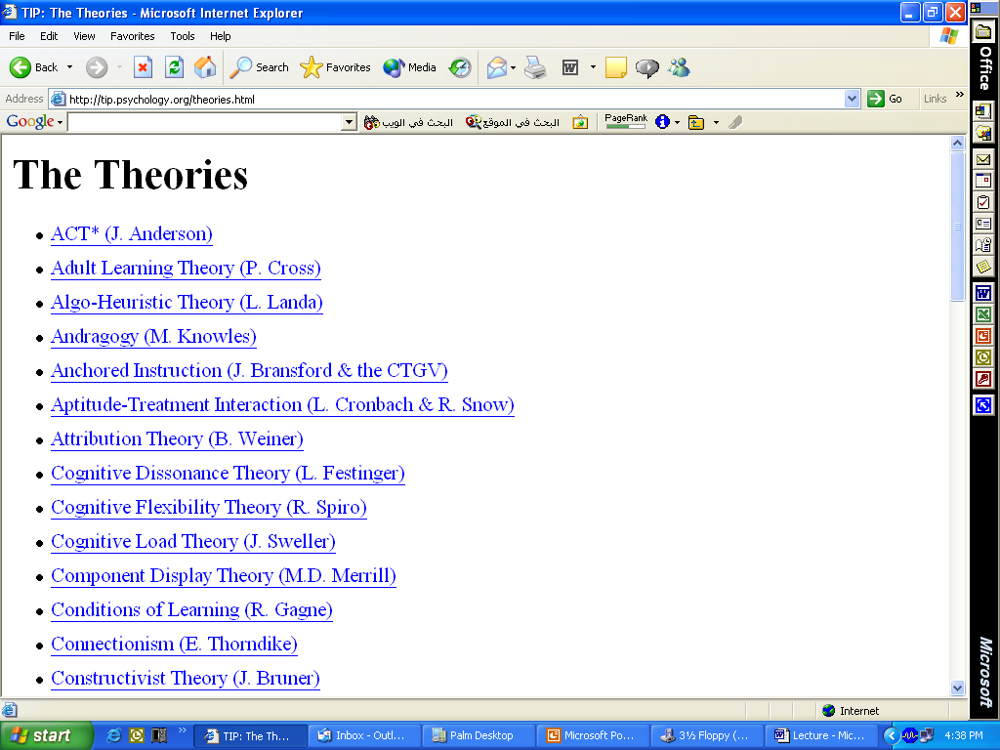 TIP: The Theories - Microsoft Internet Explorer
File Edit View Favorites Tools Help
Back Search Favorites Media
Address http://tip.psychology.org/theories.html Go Links »
Google البحث في الويب البحث في الموقع PageRank
Office
The Theories
• ACT* (J. Anderson)
• Adult Learning Theory (P. Cross)
• Algo-Heuristic Theory (L. Landa)
• Andragogy (M. Knowles)
• Anchored Instruction (J. Bransford & the CTGV)
• Aptitude-Treatment Interaction (L. Cronbach & R. Snow)
• Attribution Theory (B. Weiner)
• Cognitive Dissonance Theory (L. Festinger)
• Cognitive Flexibility Theory (R. Spiro)
• Cognitive Load Theory (J. Sweller)
• Component Display Theory (M.D. Merrill)
• Conditions of Learning (R. Gagne)
• Connectionism (E. Thorndike)
• Constructivist Theory (J. Bruner)
Microsoft
Internet
start » TIP: The Th... Inbox - Outl... Palm Desktop Microsoft Po... 3½ Floppy (... Lecture - Mic... 4:38 PM